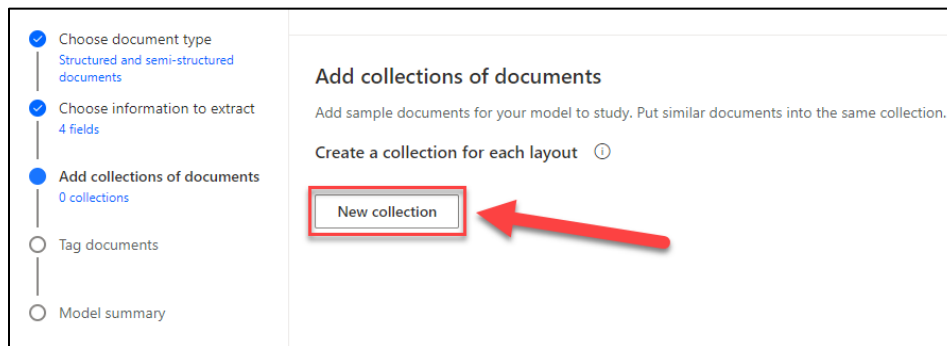 Choose document type
Structured and semi-structured
documents
Choose information to extract
4 fields
Add collections of documents
0 collections
Tag documents
Model summary
Add collections of documents
Add sample documents for your model to study. Put similar documents into the same collection.
Create a collection for each layout
New collection